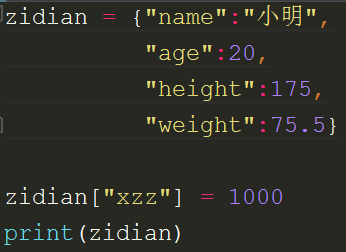 zidian = {"name":"小明",
"age":20,
"height":175,
"weight":75.5}
zidian["xzz"] = 1000
print(zidian)